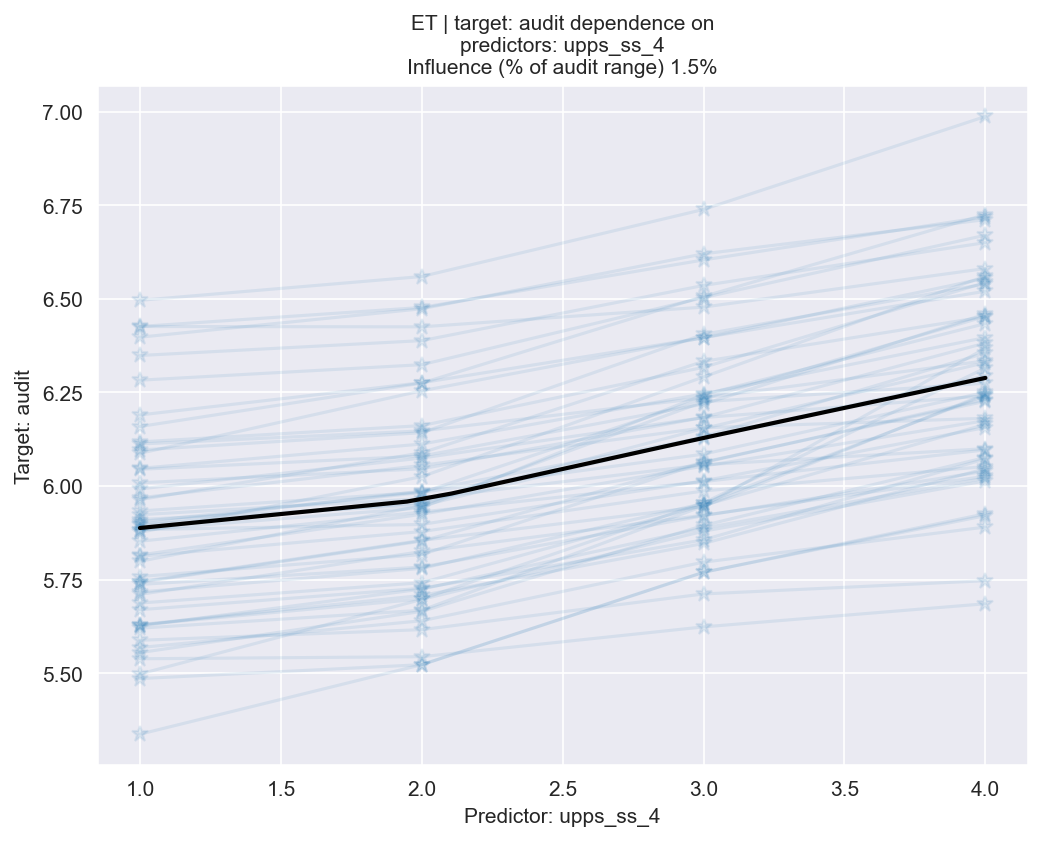 ET | target: audit dependence on
predictors: upps_ss_4
Influence (% of audit range) 1.5%
7.00
6.75
6.50
6.25
6.00
5.75
5.50
Target: audit
1.0
1.5
2.0
2.5
3.0
3.5
4.0
Predictor: upps_ss_4